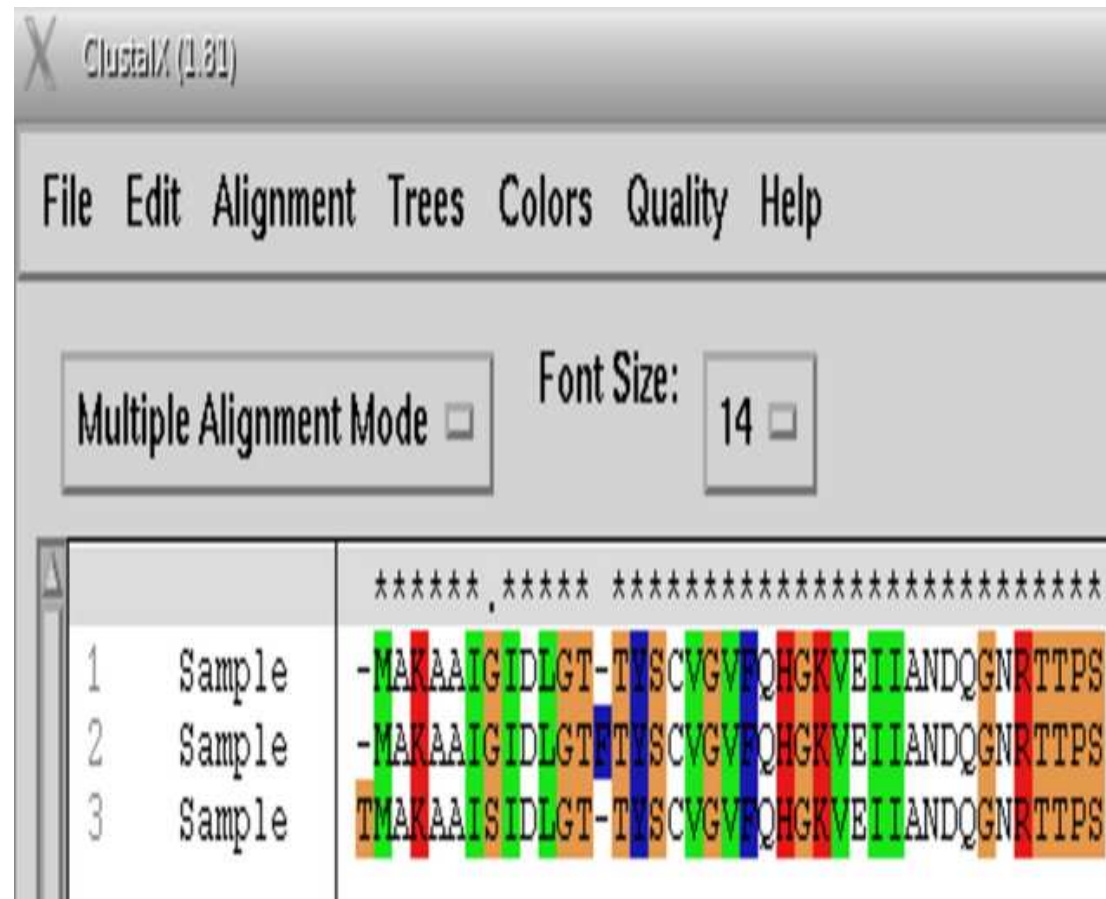 ClustalX (1.81)
File Edit Alignment Trees Colors Quality Help
Multiple Alignment Mode Font Size: 14
******.***** ***************************
1 Sample -MAKAAIGIDLGT-TYSCVGVFQHGKVEIIANDQGNRTTPS
2 Sample -MAKAAIGIDLGTFTYSCVGVFQHGKVEIIANDQGNRTTPS
3 Sample TMAKAAISIDLGT-TYSCVGVFQHGKVEIIANDQGNRTTPS